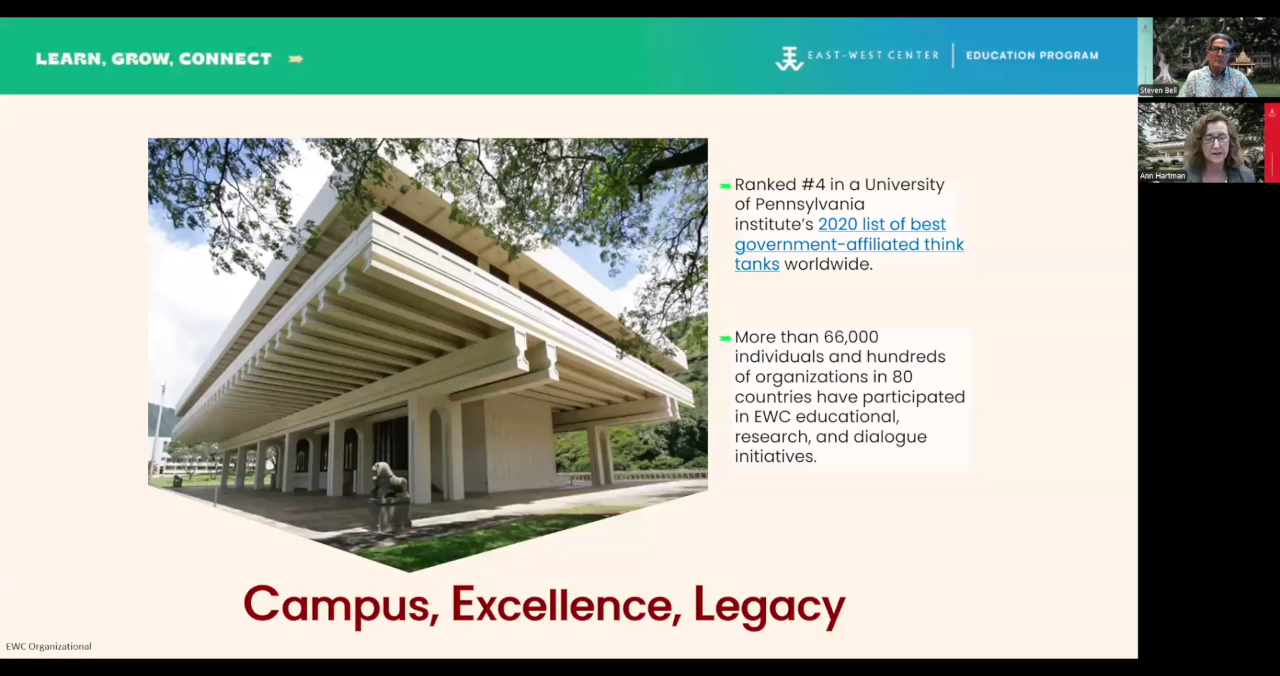 LEARN, GROW, CONNECT
EAST-WEST CENTER
EDUCATION PROGRAM
Steven Bell
Ann Hartman
Ranked #4 in a University
of Pennsylvania
institute's 2020 list of best
government-affiliated think
tanks worldwide.
More than 66,000
individuals and hundreds
of organizations in 80
countries have participated
in EWC educational,
research, and dialogue
initiatives.
Campus, Excellence, Legacy
EWC Organizational